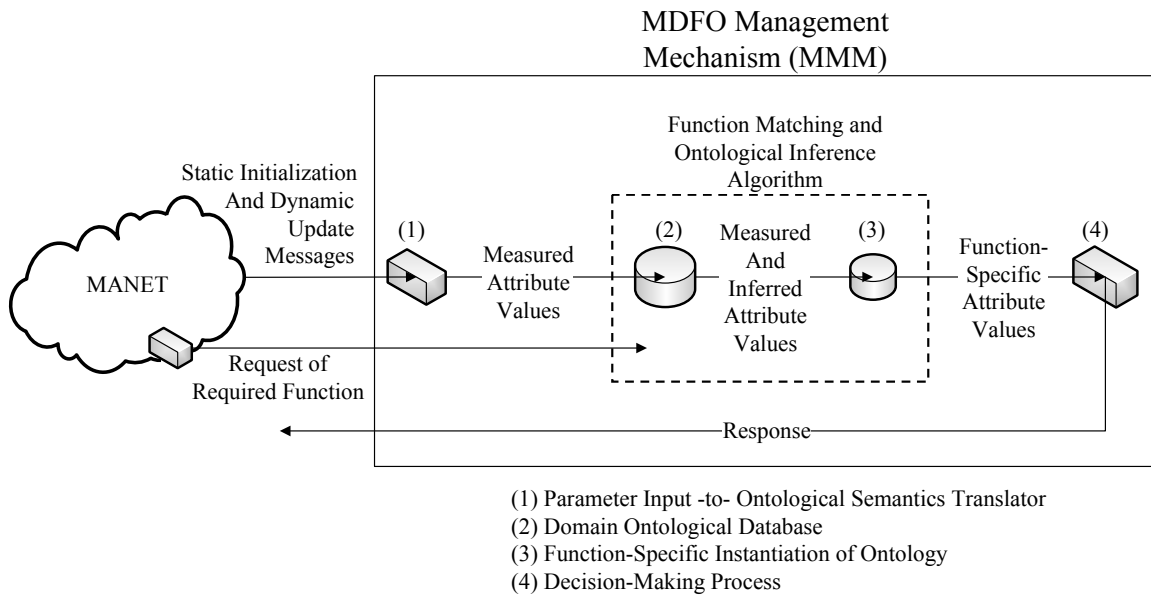 MDFO Management
Mechanism (MMM)
Function Matching and
Ontological Inference
Algorithm
Static Initialization
And Dynamic
Update
Messages
(1)
(2)
(3)
(4)
MANET
Measured
Attribute
Values
Measured
And
Inferred
Attribute
Values
Function-
Specific
Attribute
Values
Request of
Required Function
Response
(1) Parameter Input -to- Ontological Semantics Translator
(2) Domain Ontological Database
(3) Function-Specific Instantiation of Ontology
(4) Decision-Making Process